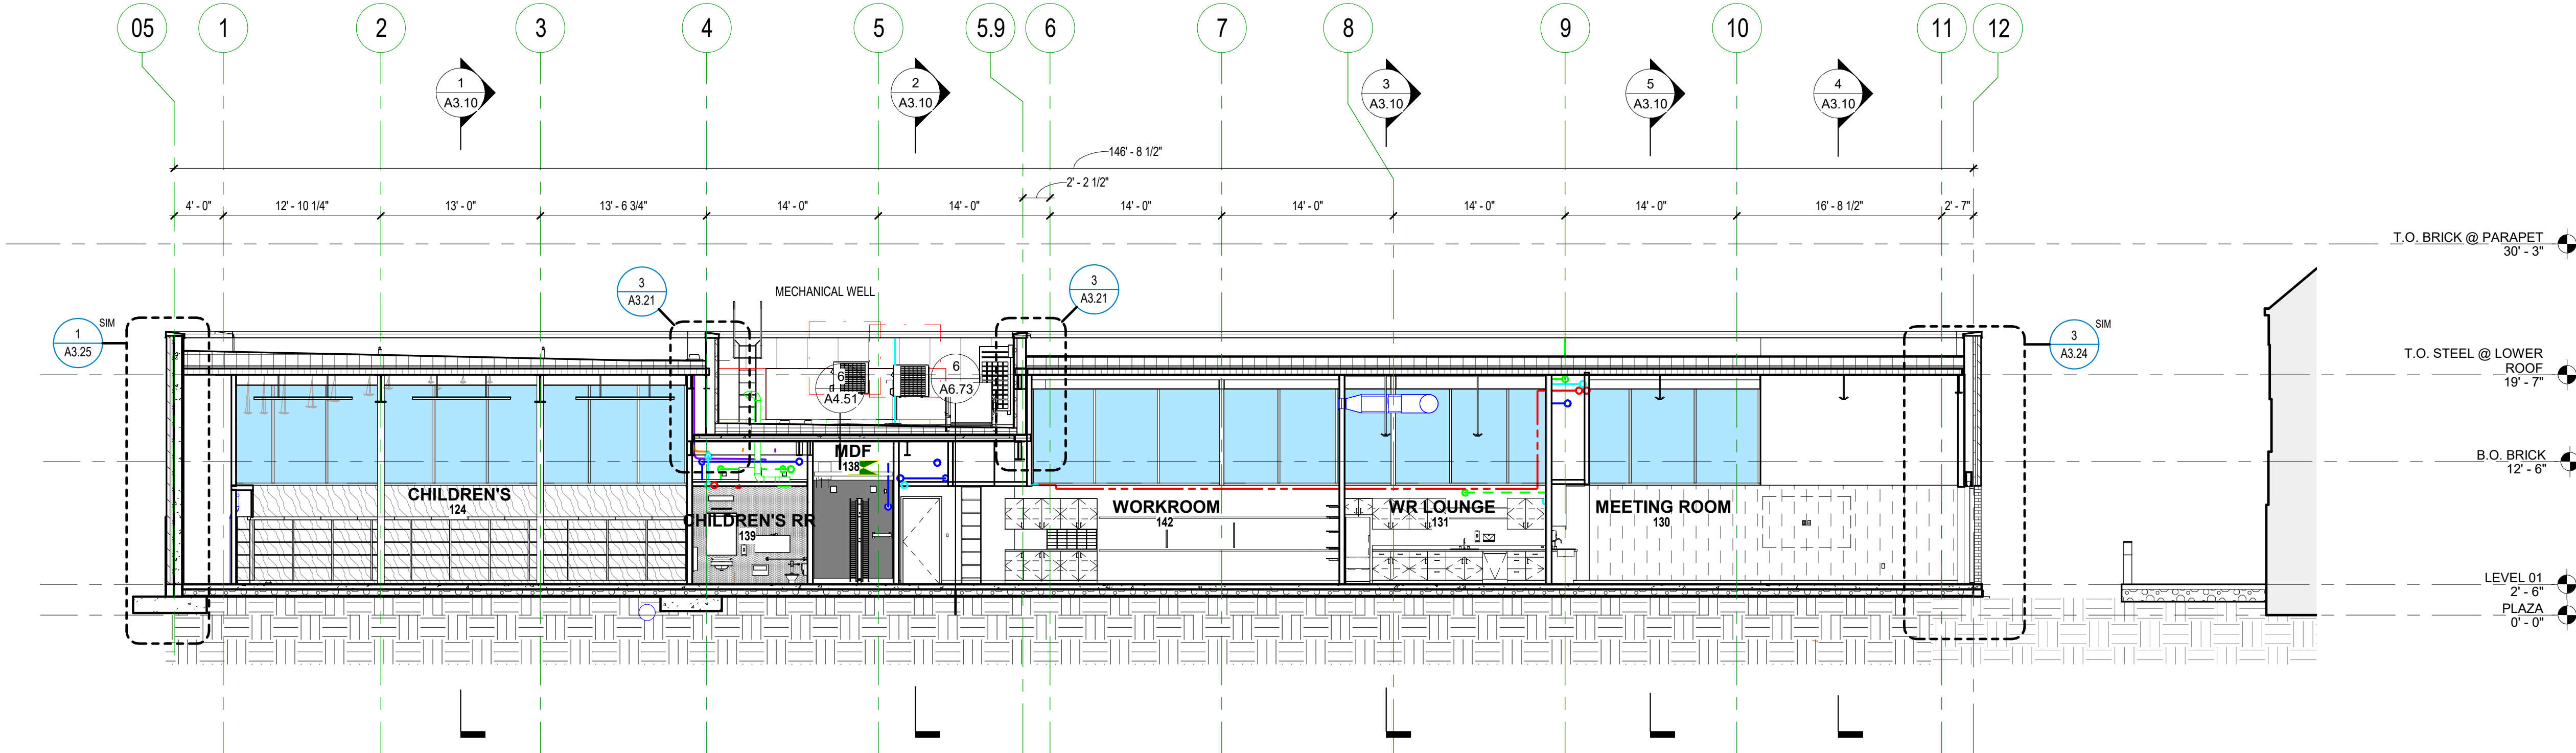 05 1 2 3 4 5 5.9 6 7 8 9 10 11 12
1
A3.10
2
A3.10
3
A3.10
5
A3.10
4
A3.10
146' - 8 1/2"
2' - 2 1/2"
4' - 0" 12' - 10 1/4" 13' - 0" 13' - 6 3/4" 14' - 0" 14' - 0" 14' - 0" 14' - 0" 14' - 0" 14' - 0" 16' - 8 1/2" 2' - 7"
T.O. BRICK @ PARAPET
30' - 3"
3
A3.21
MECHANICAL WELL
3
A3.21
1
A3.25
SIM
3
A3.24
SIM
T.O. STEEL @ LOWER
ROOF
19' - 7"
6
A4.51
6
A6.73
B.O. BRICK
12' - 6"
MDF
138
CHILDREN'S
124
CHILDREN'S RR
139
WORKROOM
142
WR LOUNGE
131
MEETING ROOM
130
LEVEL 01
2' - 6"
PLAZA
0' - 0"